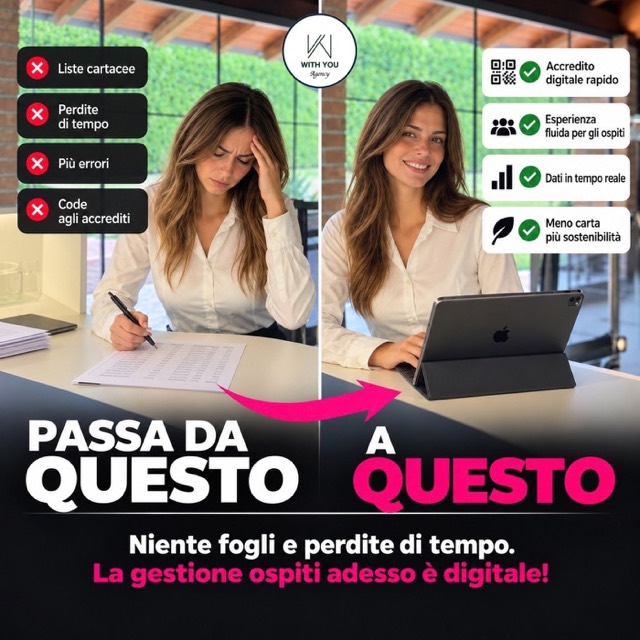 WITH YOU
Agency
Liste cartacee
Perdite
di tempo
Più errori
Code
agli accrediti
Accredito
digitale rapido
Esperienza
fluida per gli ospiti
Dati in tempo reale
Meno carta
più sostenibilità
PASSA DA
QUESTO
A
QUESTO
Niente fogli e perdite di tempo.
La gestione ospiti adesso è digitale!